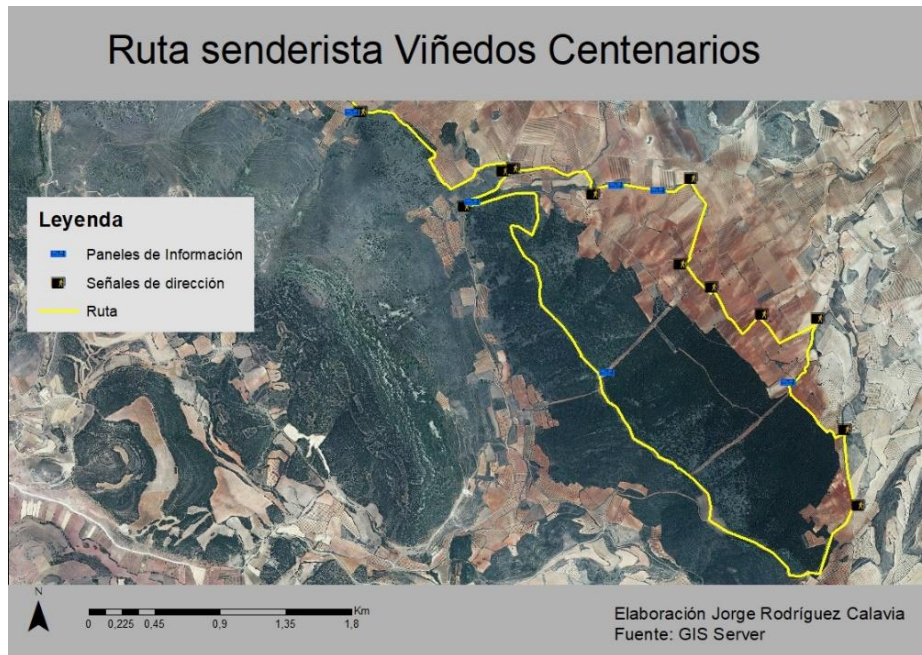 Ruta senderista Viñedos Centenarios
Leyenda
Paneles de Información
Señales de dirección
Ruta
N
Km
0 0,225 0,45 0,9 1,35 1,8
Elaboración Jorge Rodríguez Calavia
Fuente: GIS Server